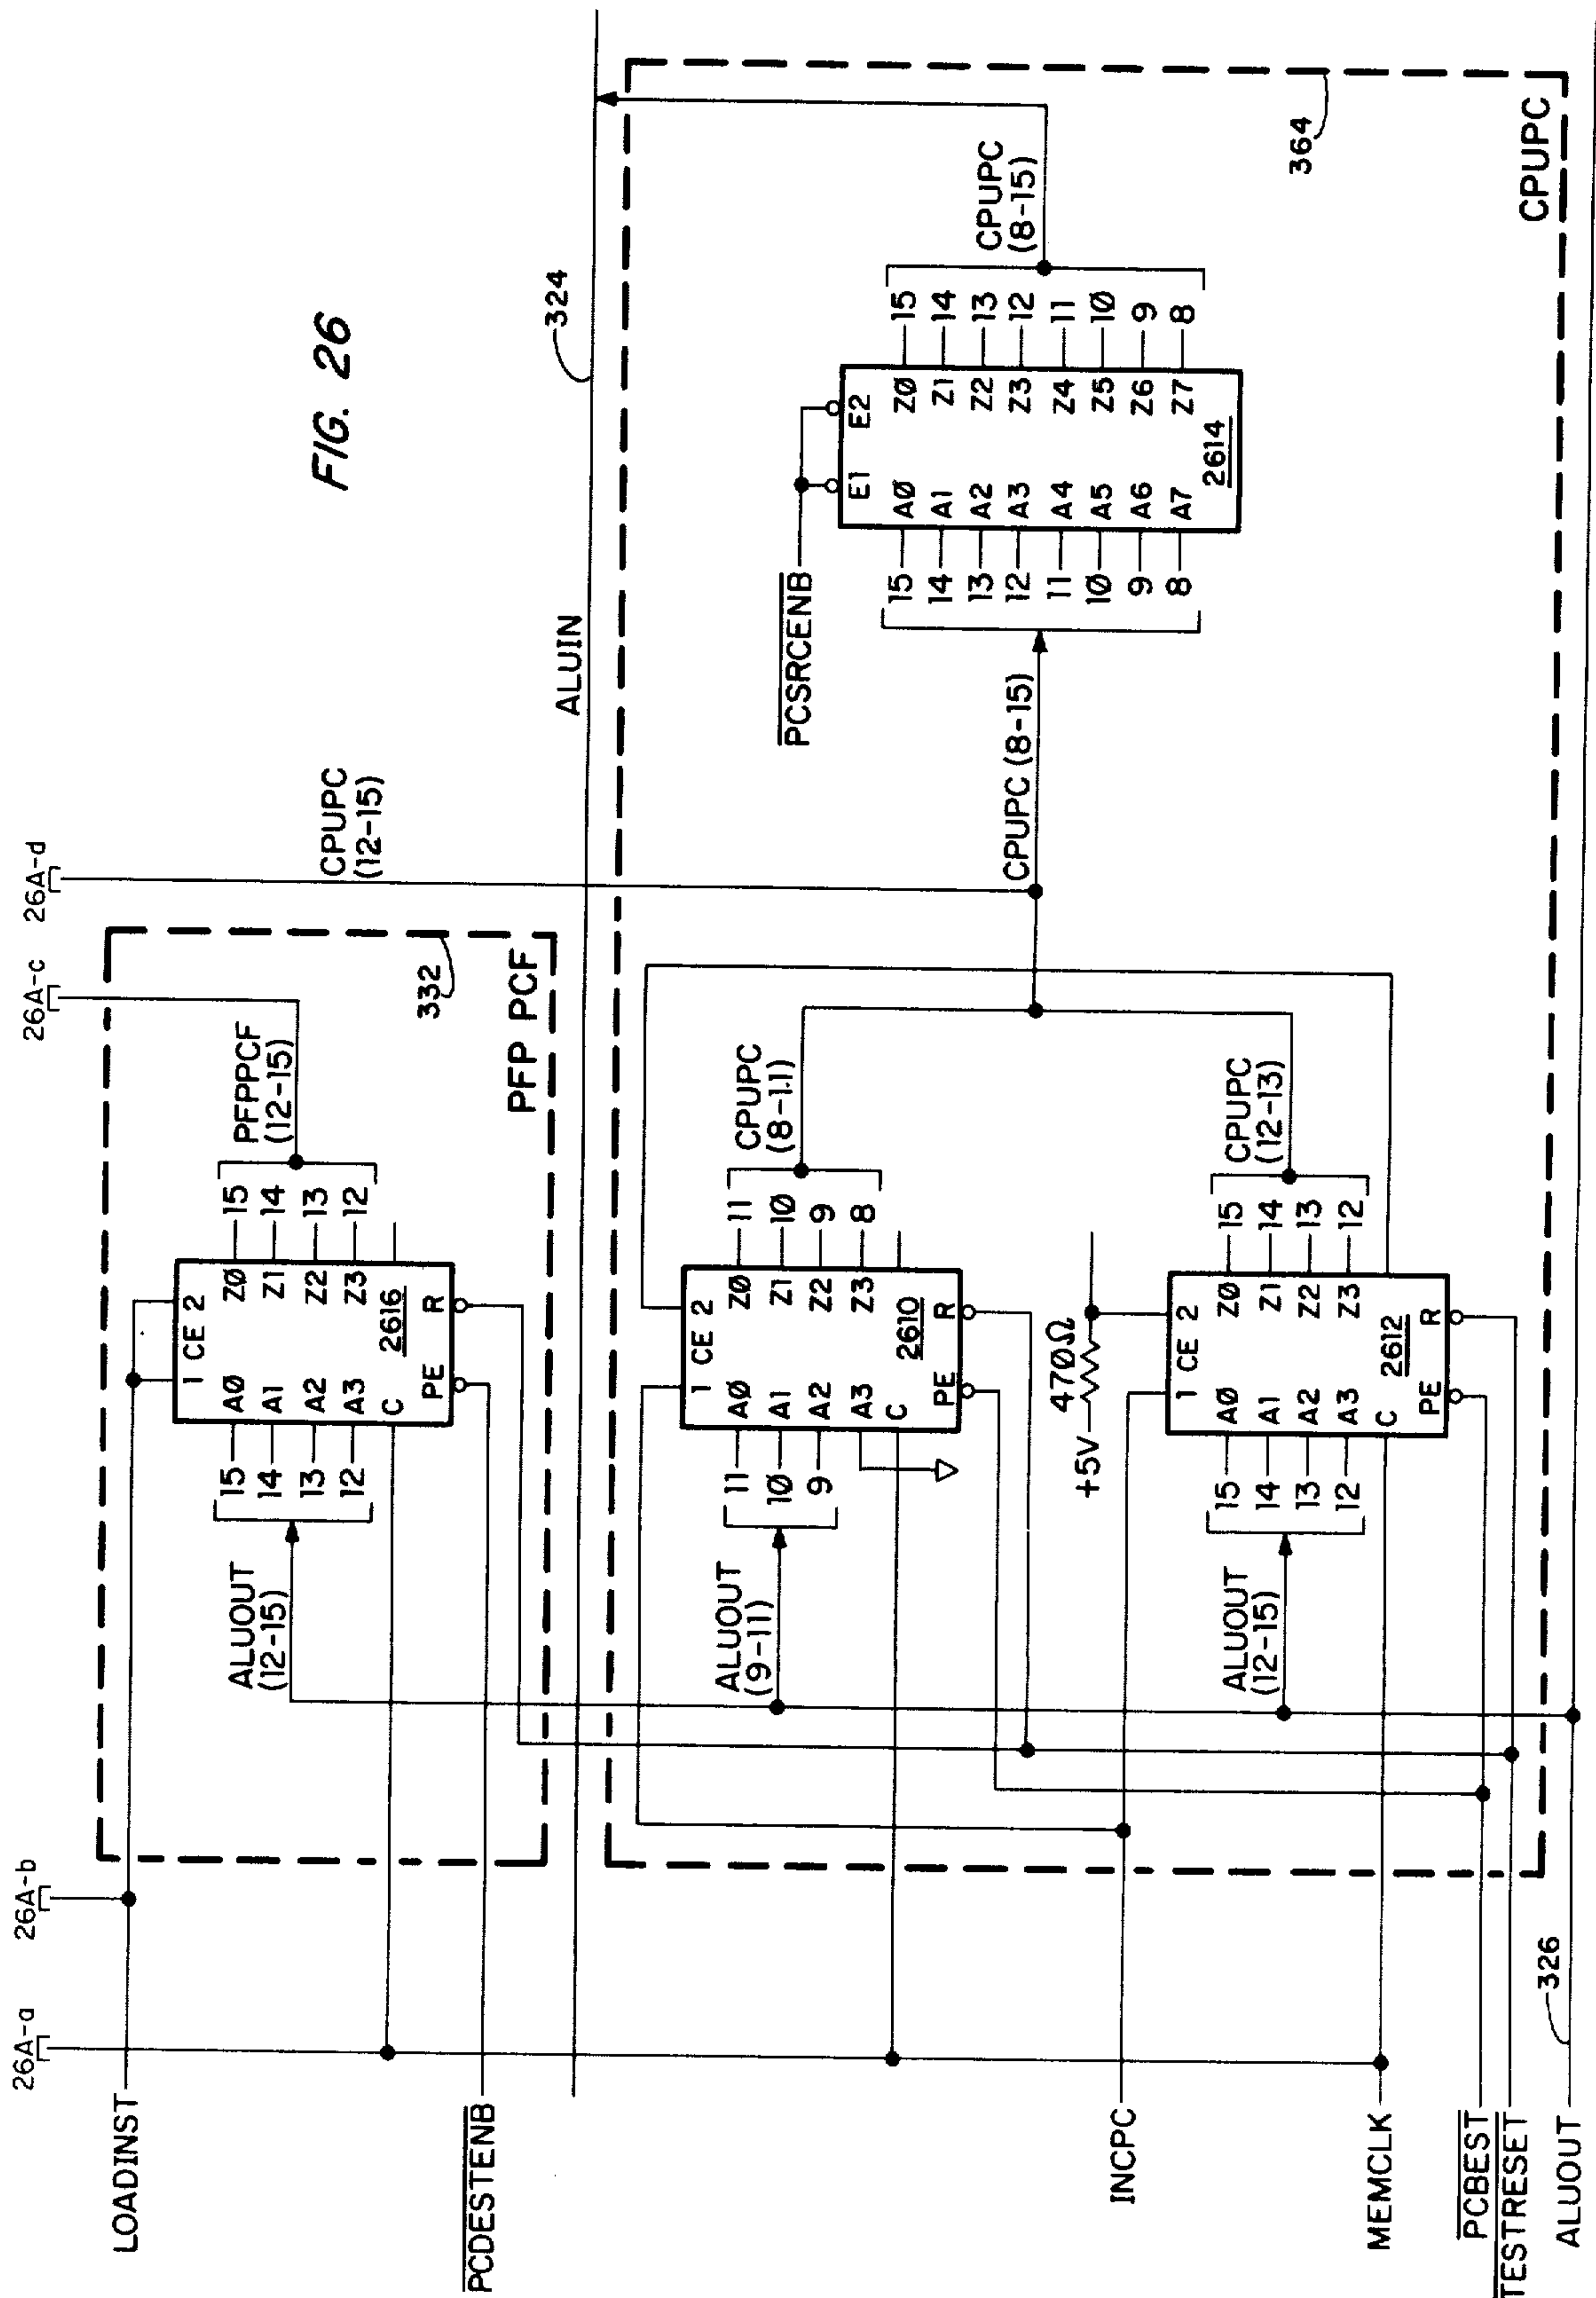 FIG. 26
26A-a
26A-b
26A-c
26A-d
LOADINST
PCDESTENB
INCPC
MEMCLK
PCBEST
TESTRESET
ALUOUT
326
ALUOUT
(12-15)
15
14
13
12
1 CE 2
A0
A1
A2
A3
C
PE
R
Z0
Z1
Z2
Z3
2616
15
14
13
12
PFPPCF
(12-15)
332
PFP PCF
CPUPC
(12-15)
ALUIN
324
ALUOUT
(9-11)
11
10
9
1 CE 2
A0
A1
A2
A3
C
PE
R
Z0
Z1
Z2
Z3
2610
11
10
9
8
CPUPC
(8-11)
+5V
470Ω
ALUOUT
(12-15)
15
14
13
12
1 CE 2
A0
A1
A2
A3
C
PE
R
Z0
Z1
Z2
Z3
2612
15
14
13
12
CPUPC
(12-13)
CPUPC (8-15)
PCSRCENB
15
14
13
12
11
10
9
8
E1 E2
A0
A1
A2
A3
A4
A5
A6
A7
Z0
Z1
Z2
Z3
Z4
Z5
Z6
Z7
2614
15
14
13
12
11
10
9
8
CPUPC
(8-15)
364
CPUPC